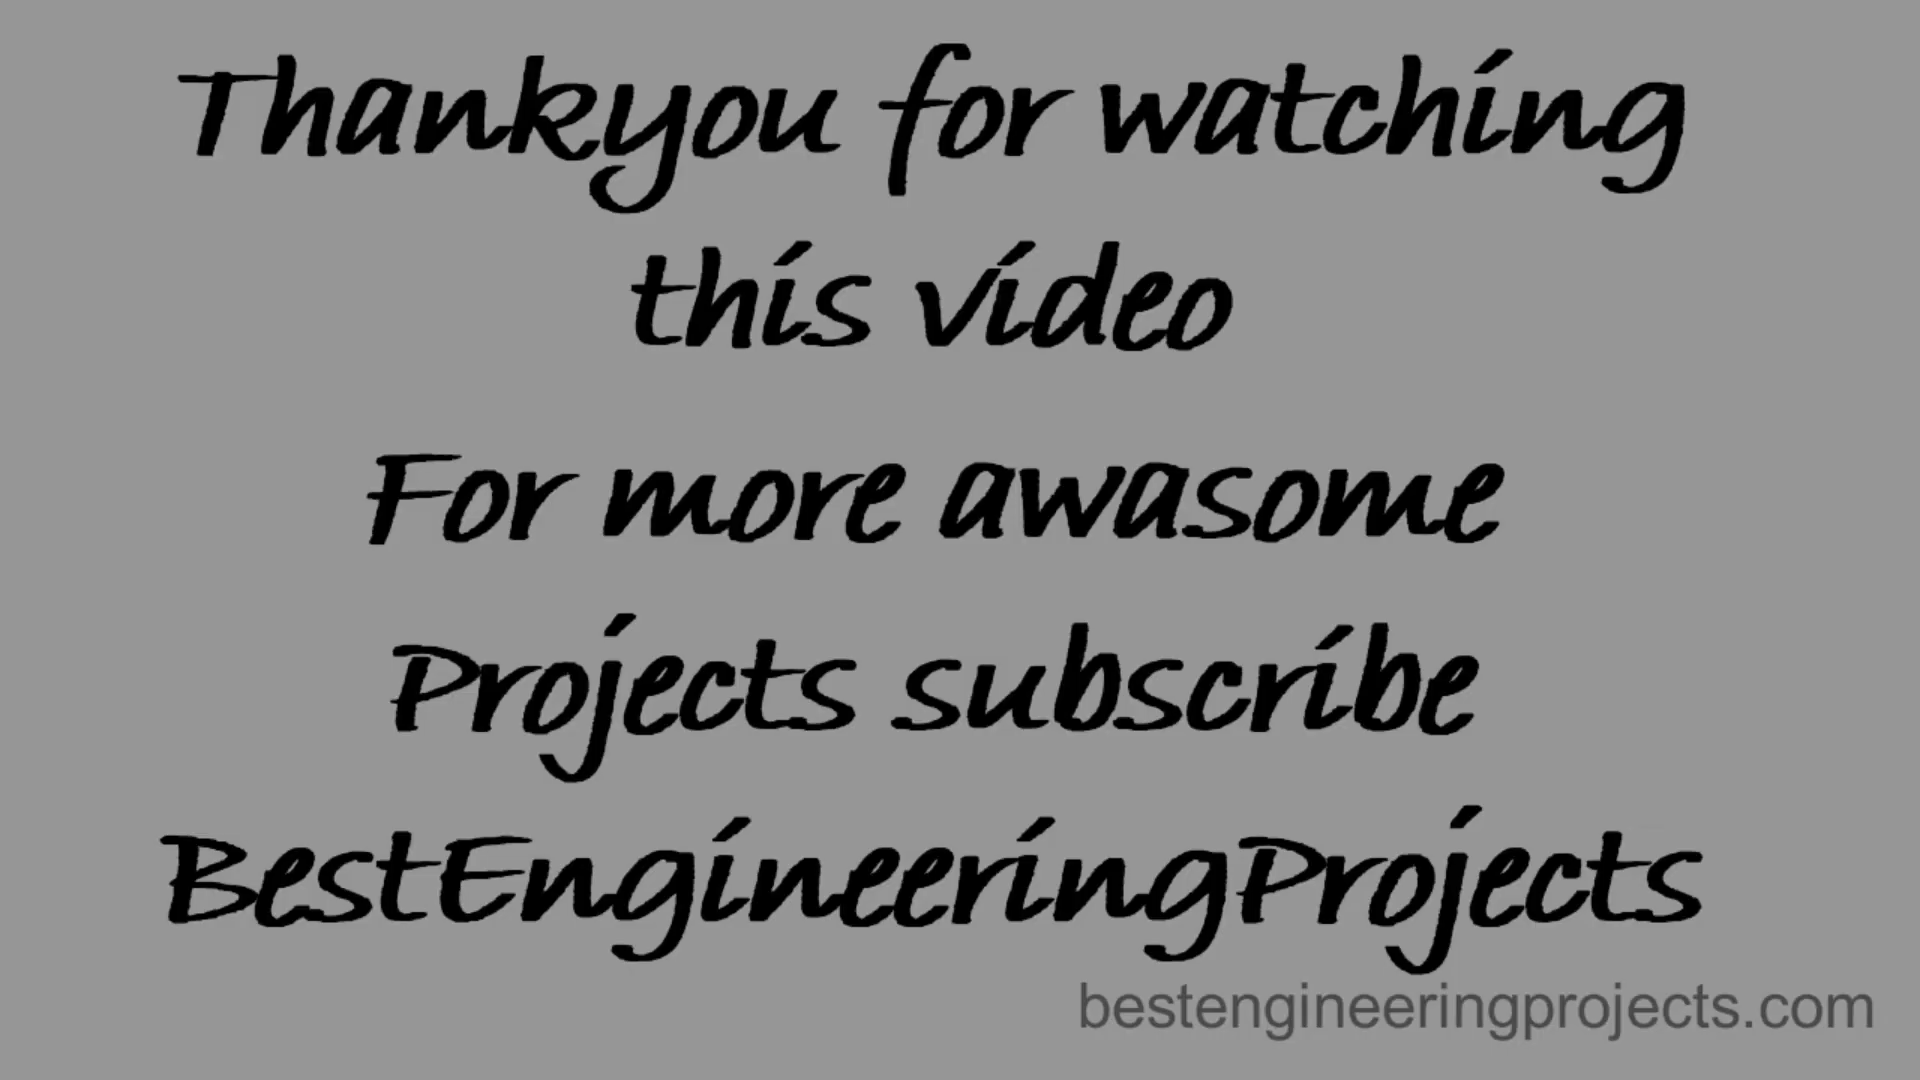 Thankyou for watching
this video
For more awasome
Projects subscribe
BestEngineeringProjects
bestengineeringprojects.com